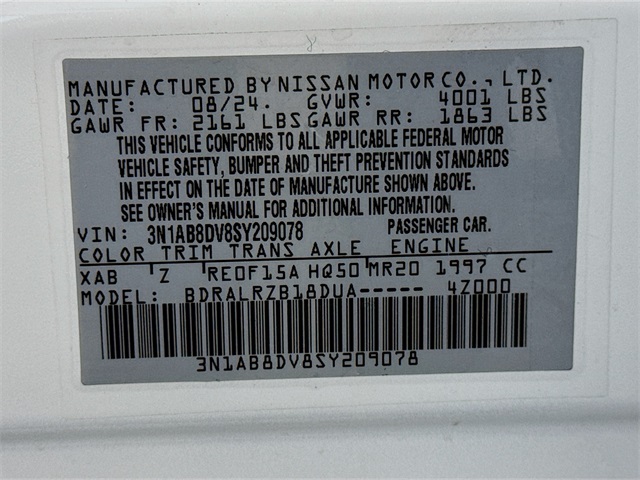 MANUFACTURED BY NISSAN MOTOR CO., LTD.
DATE: 08/24. GVWR: 4001 LBS
GAWR FR: 2161 LBS GAWR RR: 1863 LBS
THIS VEHICLE CONFORMS TO ALL APPLICABLE FEDERAL MOTOR
VEHICLE SAFETY, BUMPER AND THEFT PREVENTION STANDARDS
IN EFFECT ON THE DATE OF MANUFACTURE SHOWN ABOVE.
SEE OWNER'S MANUAL FOR ADDITIONAL INFORMATION.
VIN: 3N1AB8DV8SY209078 PASSENGER CAR.
COLOR TRIM TRANS AXLE ENGINE
XAB Z RE0F15A HQ50 MR20 1997 CC
MODEL: BDRALRZB18DUA----- 4Z000
3N1AB8DV8SY209078